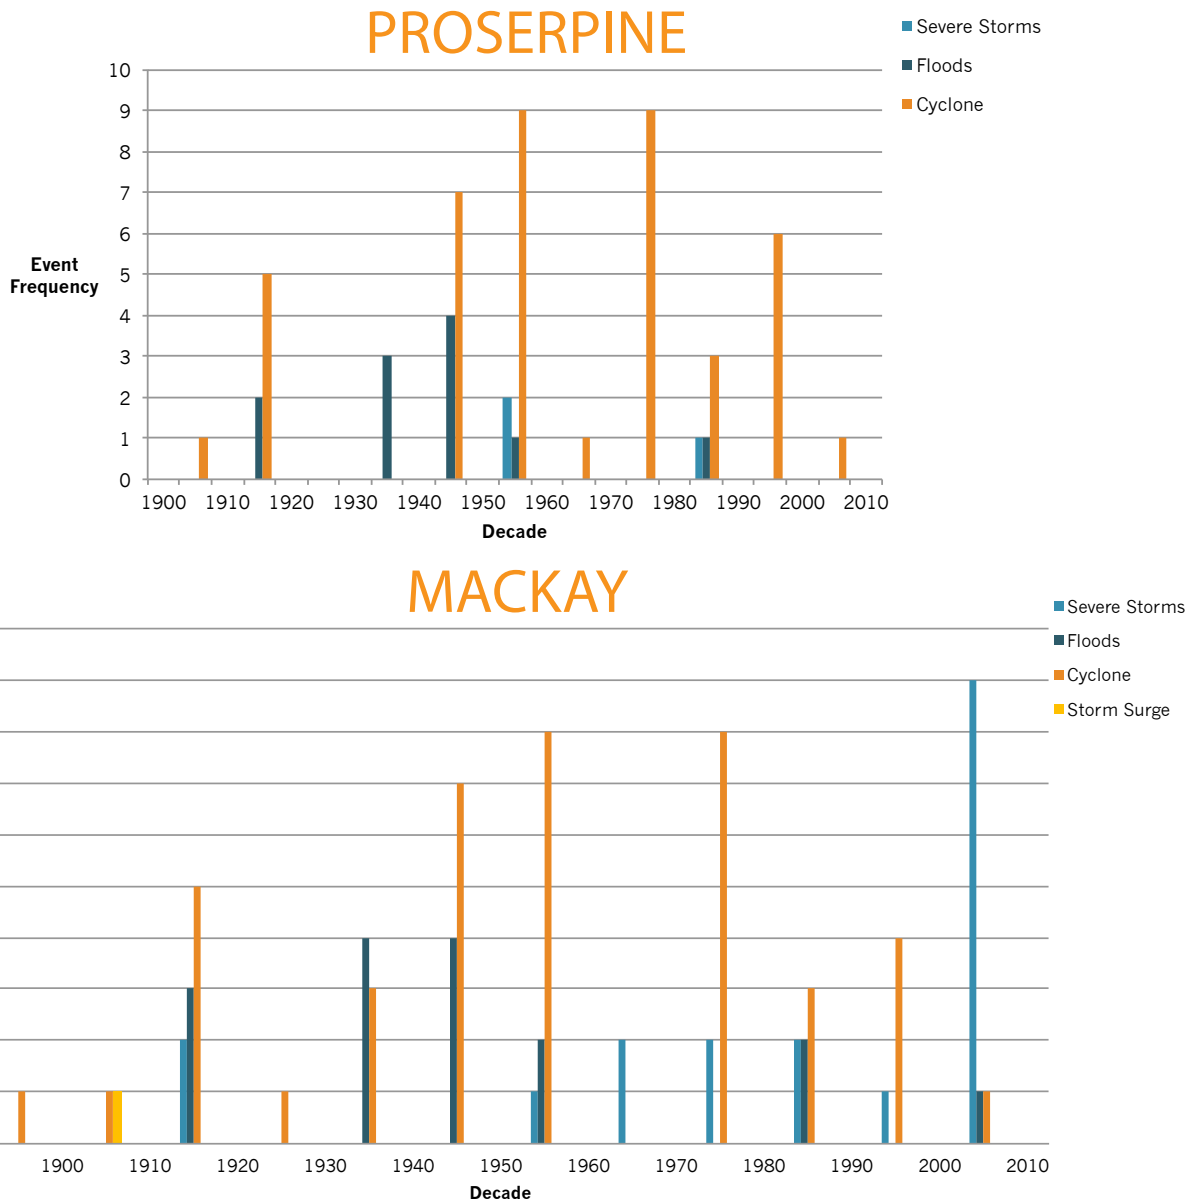 PROSERPINE
Severe Storms
Floods
Cyclone
10
9
8
7
6
5
4
3
2
1
0
Event
Frequency
1900 1910 1920 1930 1940 1950 1960 1970 1980 1990 2000 2010
Decade
MACKAY
Severe Storms
Floods
Cyclone
Storm Surge
1900 1910 1920 1930 1940 1950 1960 1970 1980 1990 2000 2010
Decade